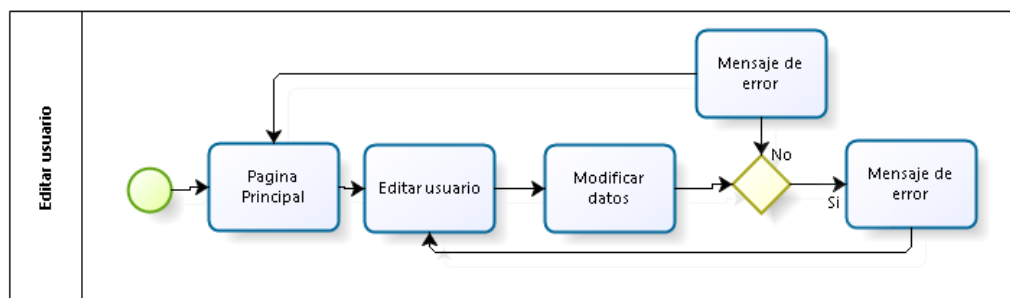 Editar usuario
Mensaje de
error
Pagina
Principal
Editar usuario
Modificar
datos
No
Si
Mensaje de
error